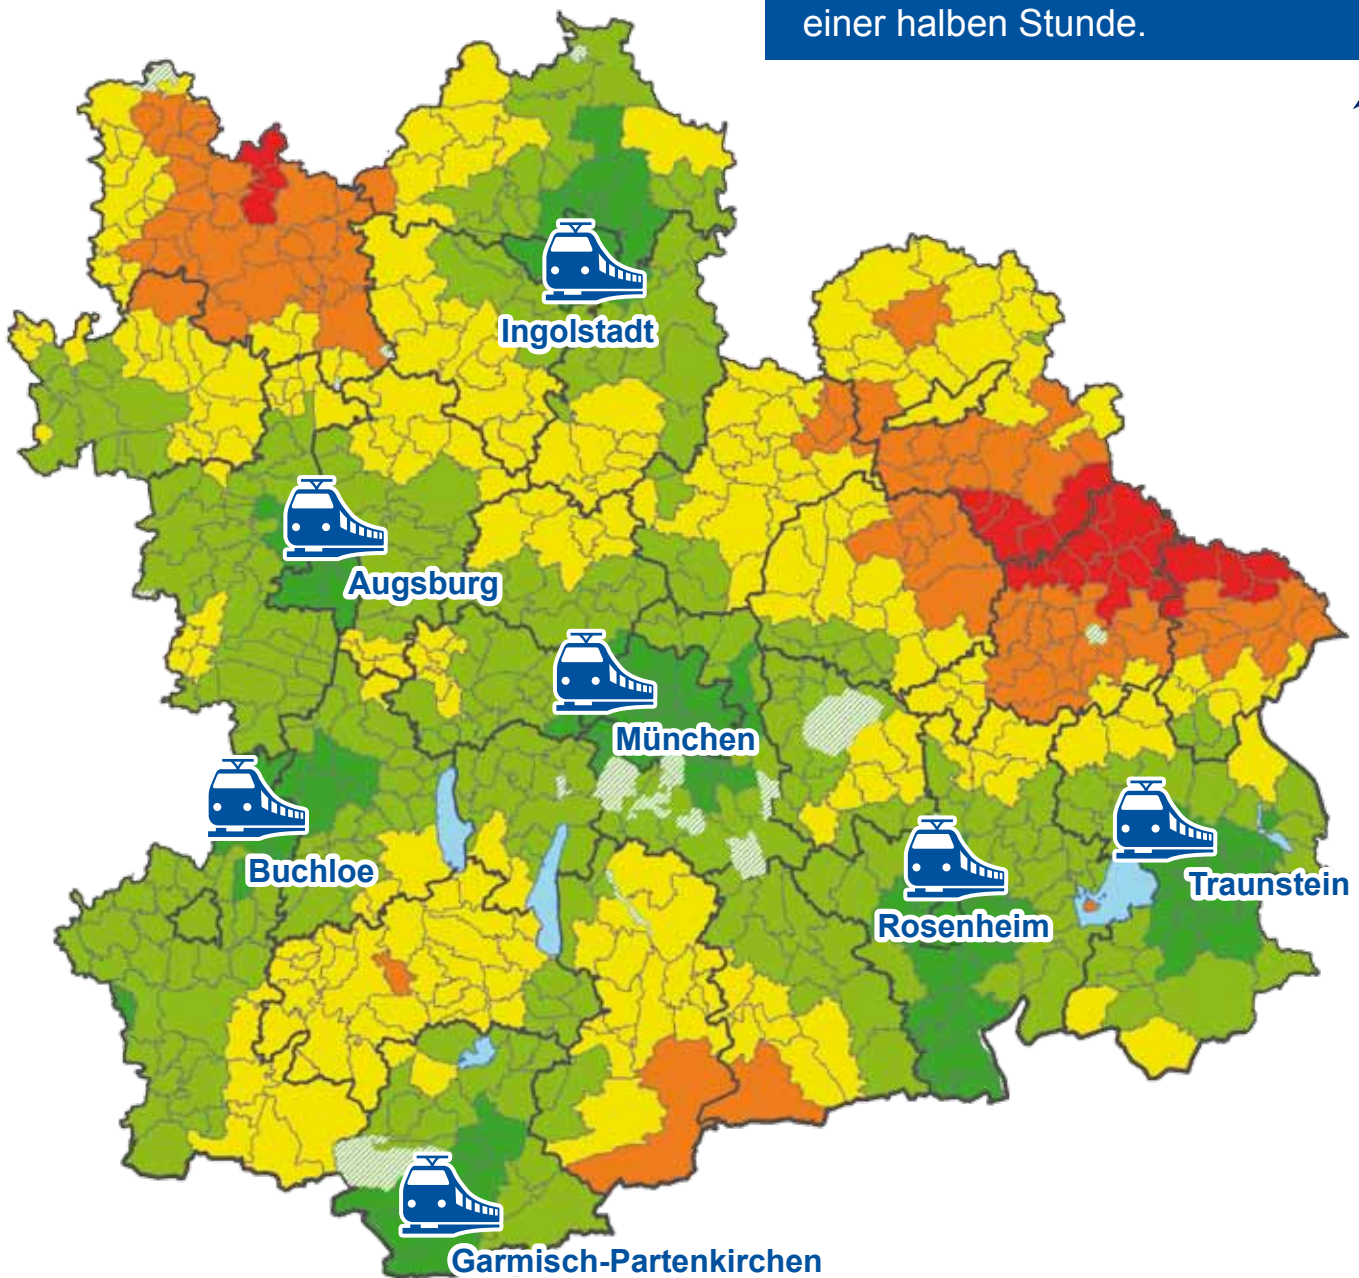 einer halben Stunde.
Ingolstadt
Augsburg
München
Buchloe
Traunstein
Rosenheim
Garmisch-Partenkirchen